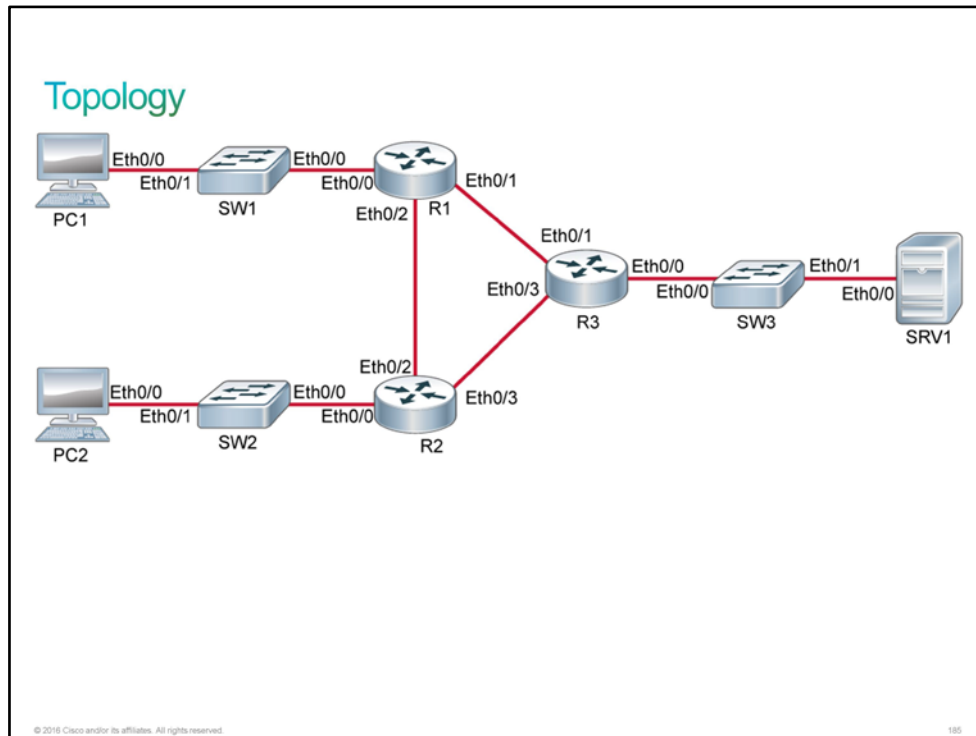 Topology
Eth0/0
Eth0/1
PC1
SW1
Eth0/0
Eth0/0
R1
Eth0/1
Eth0/2
Eth0/1
Eth0/3
R3
Eth0/0
Eth0/0
SW3
Eth0/1
Eth0/0
SRV1
Eth0/2
Eth0/0
Eth0/1
PC2
SW2
Eth0/0
Eth0/0
R2
Eth0/3
© 2016 Cisco and/or its affiliates. All rights reserved.
185